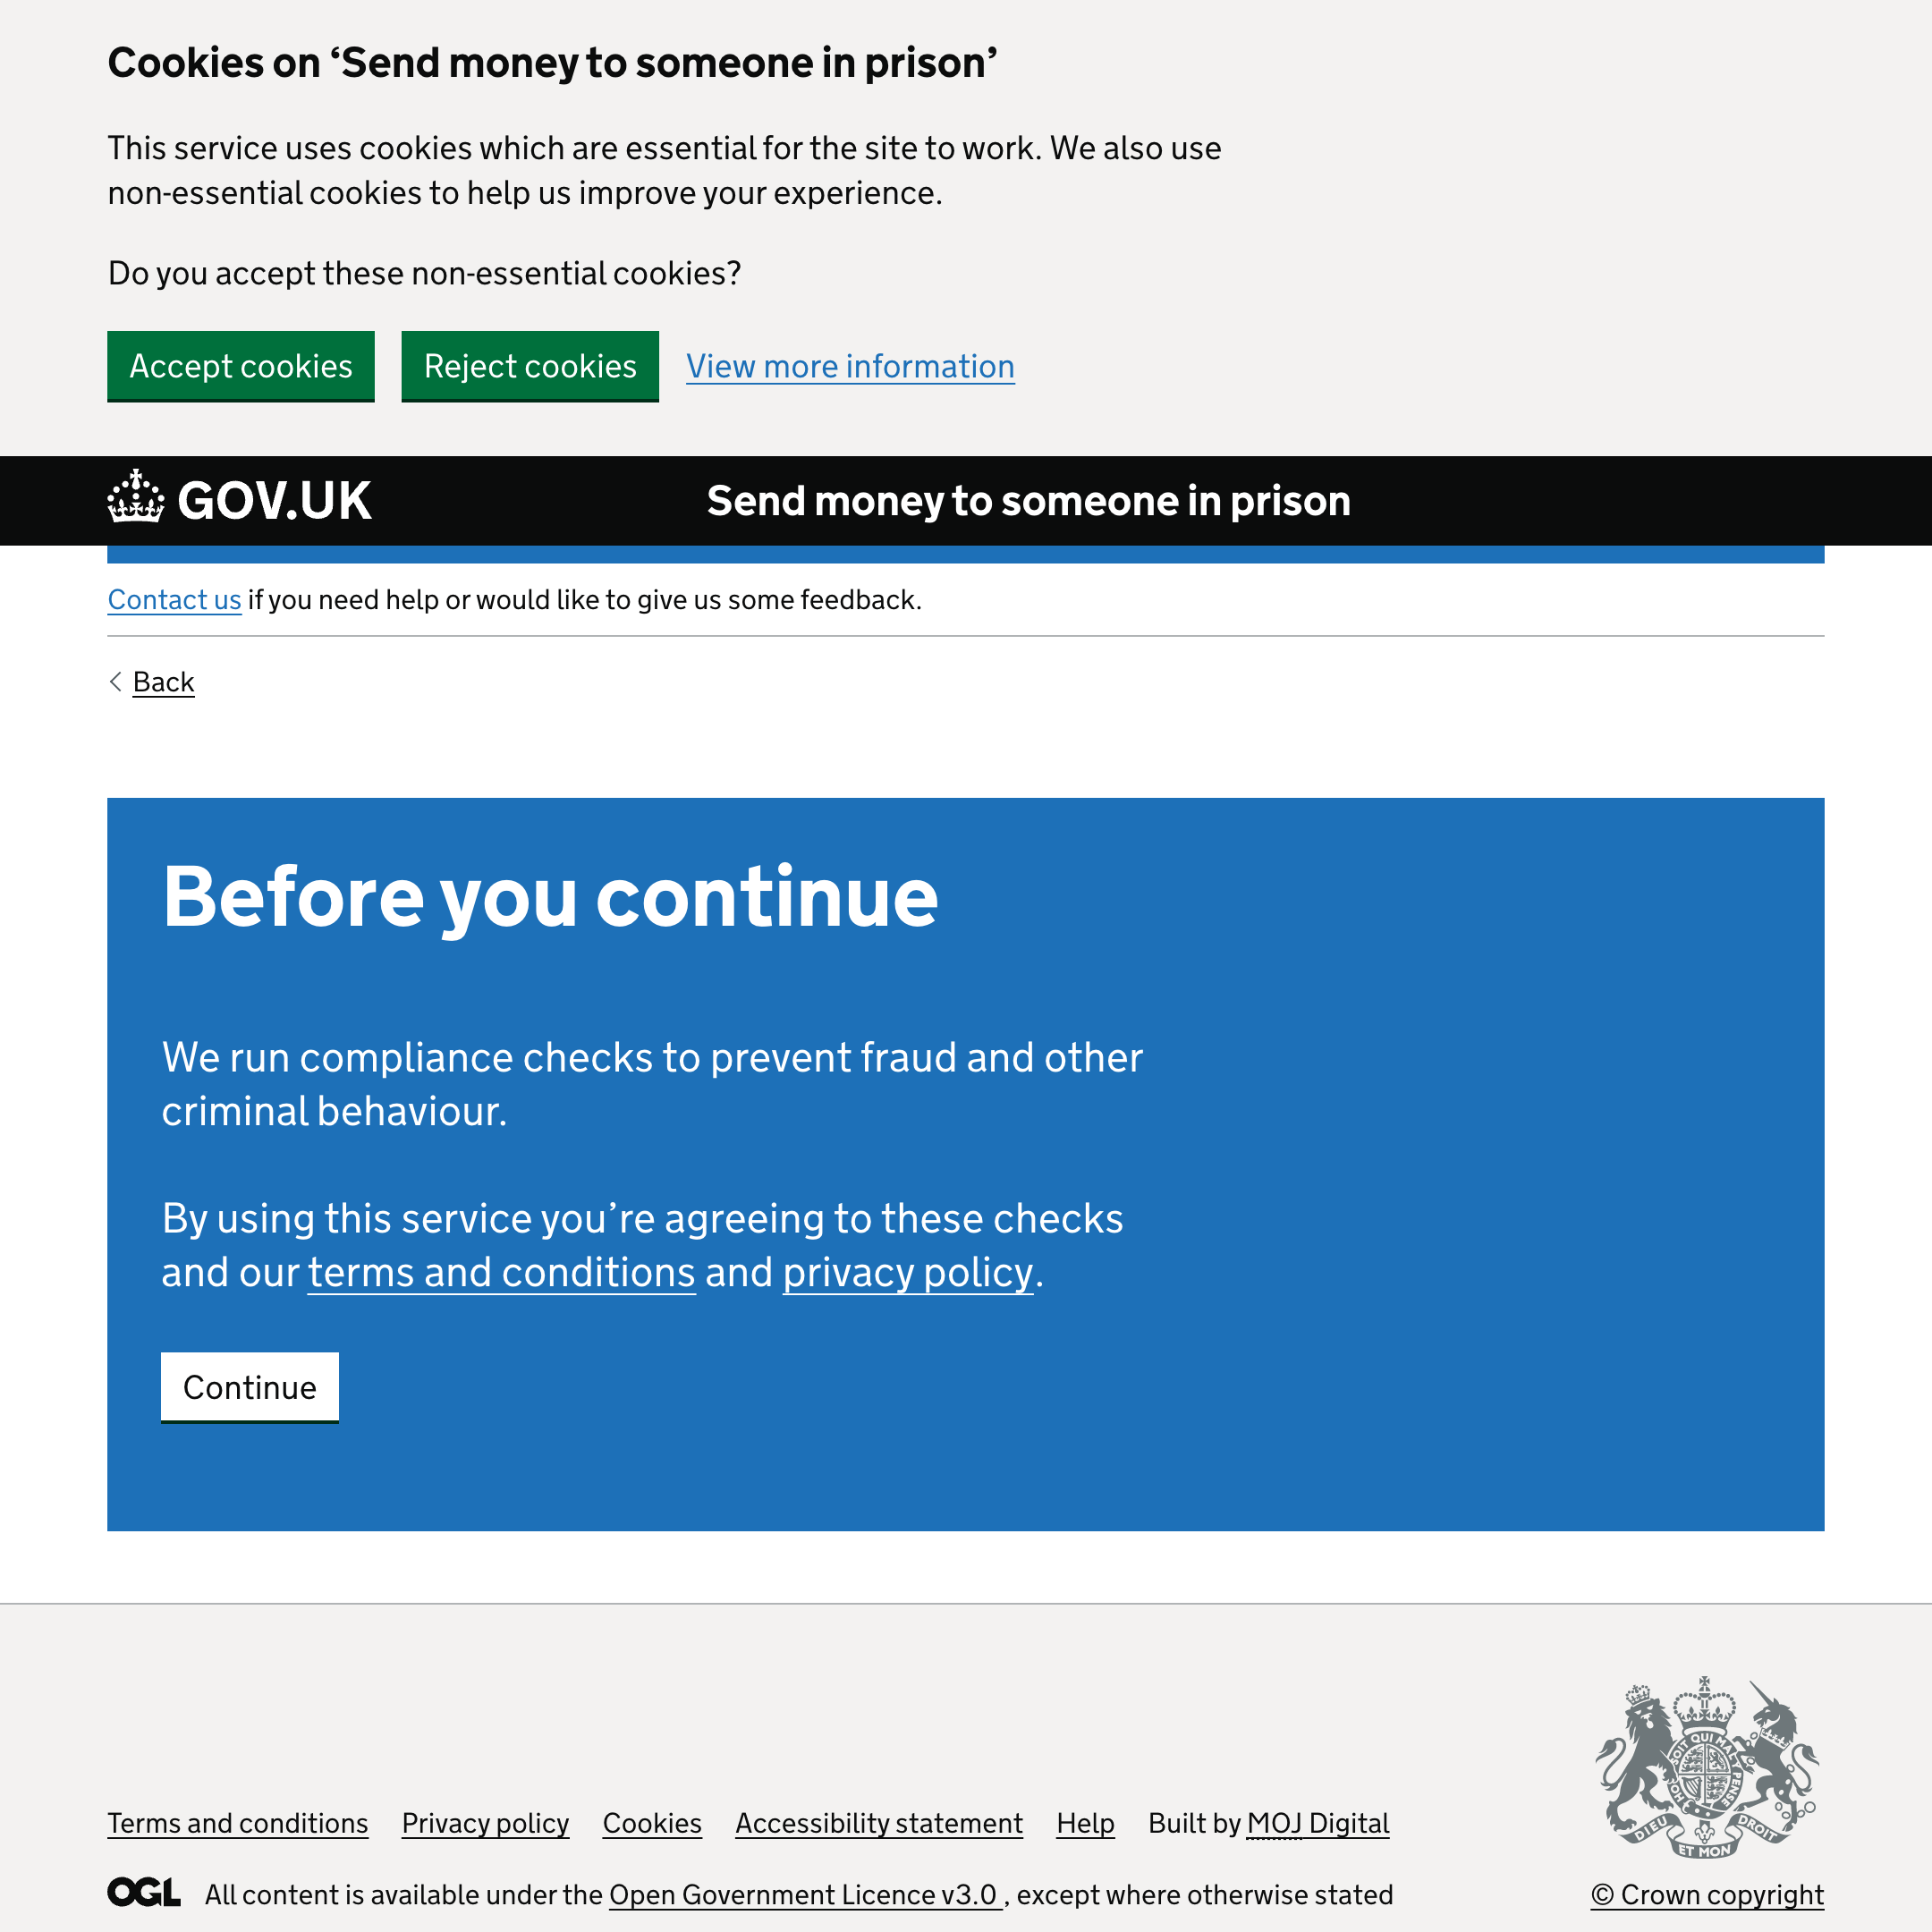 Cookies on ‘Send money to someone in prison’
This service uses cookies which are essential for the site to work. We also use
non-essential cookies to help us improve your experience.
Do you accept these non-essential cookies?
Accept cookies Reject cookies View more information
GOV.UK Send money to someone in prison
Contact us if you need help or would like to give us some feedback.
Back
Before you continue
We run compliance checks to prevent fraud and other
criminal behaviour.
By using this service you’re agreeing to these checks
and our terms and conditions and privacy policy.
Continue
SOIT QUI MAL Y PENSE
DIEU ET MON DROIT
Terms and conditions Privacy policy Cookies Accessibility statement Help Built by MOJ Digital
OGL All content is available under the Open Government Licence v3.0 , except where otherwise stated
© Crown copyright